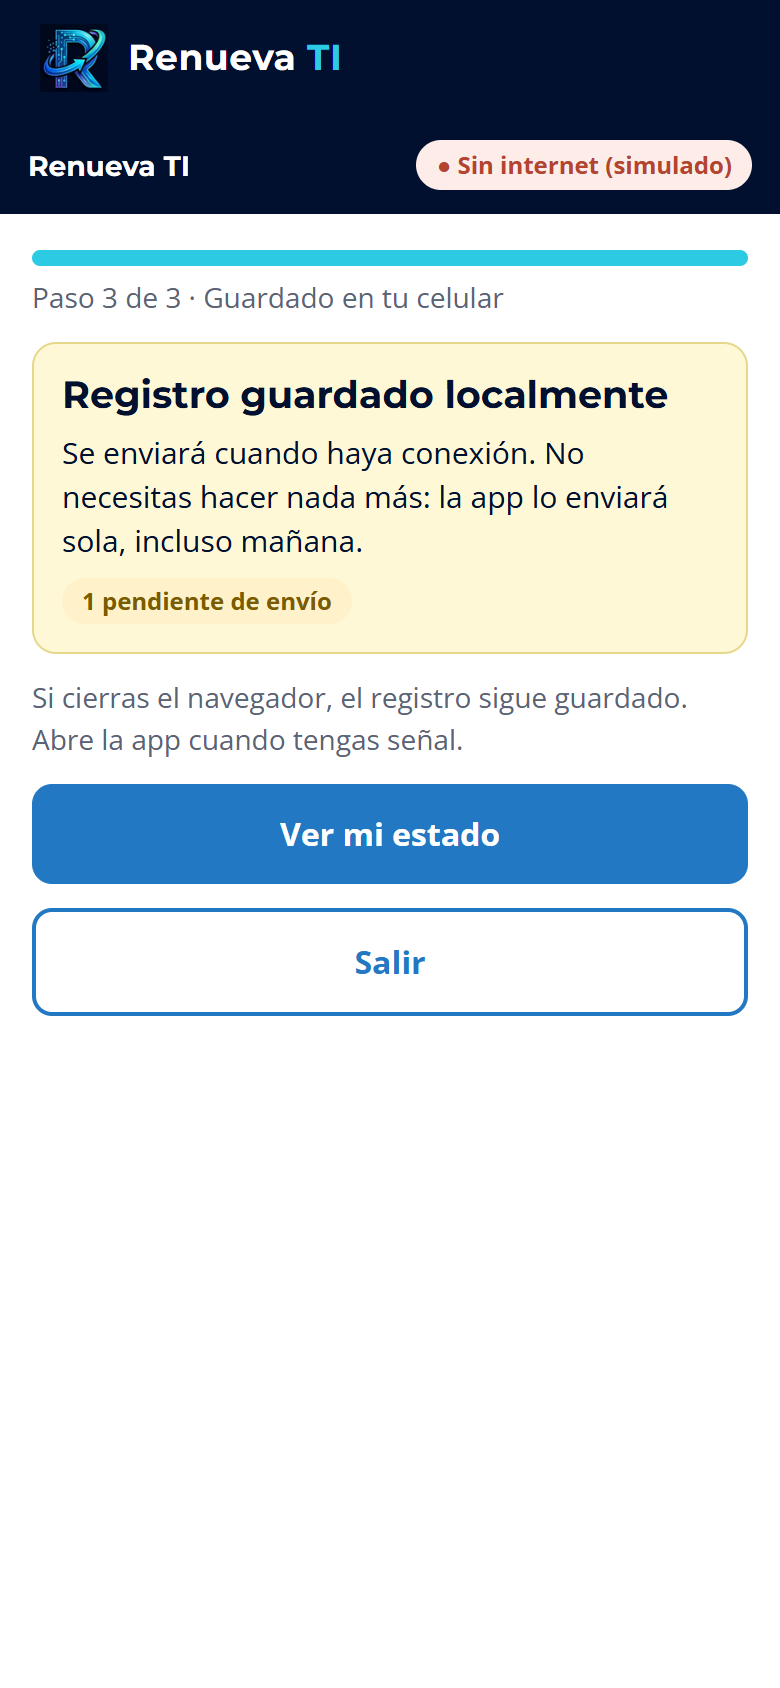 Renueva TI
Renueva TI
● Sin internet (simulado)
Paso 3 de 3 · Guardado en tu celular
Registro guardado localmente
Se enviará cuando haya conexión. No
necesitas hacer nada más: la app lo enviará
sola, incluso mañana.
1 pendiente de envío
Si cierras el navegador, el registro sigue guardado.
Abre la app cuando tengas señal.
Ver mi estado
Salir